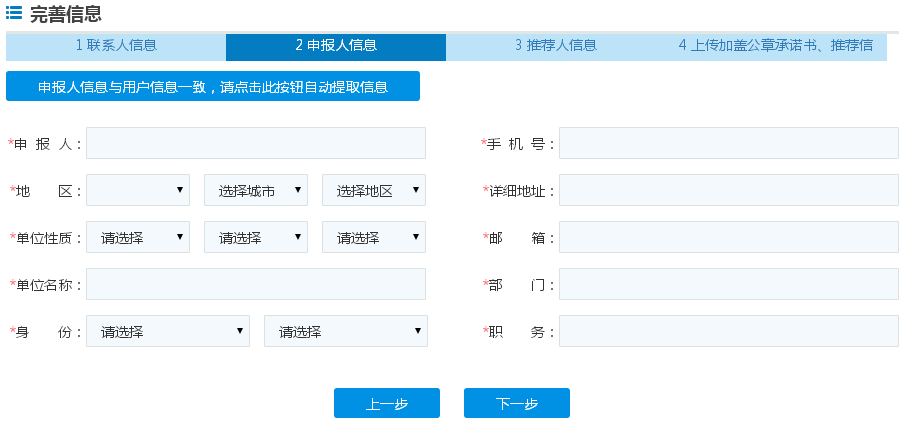 完善信息
1 联系人信息 2 申报人信息 3 推荐人信息 4 上传加盖公章承诺书、推荐信
申报人信息与用户信息一致，请点击此按钮自动提取信息
*申 报 人： *手 机 号：
*地 区： 选择城市 选择地区 *详细地址：
*单位性质： 请选择 请选择 请选择 *邮 箱：
*单位名称： *部 门：
*身 份： 请选择 请选择 *职 务：
上一步 下一步